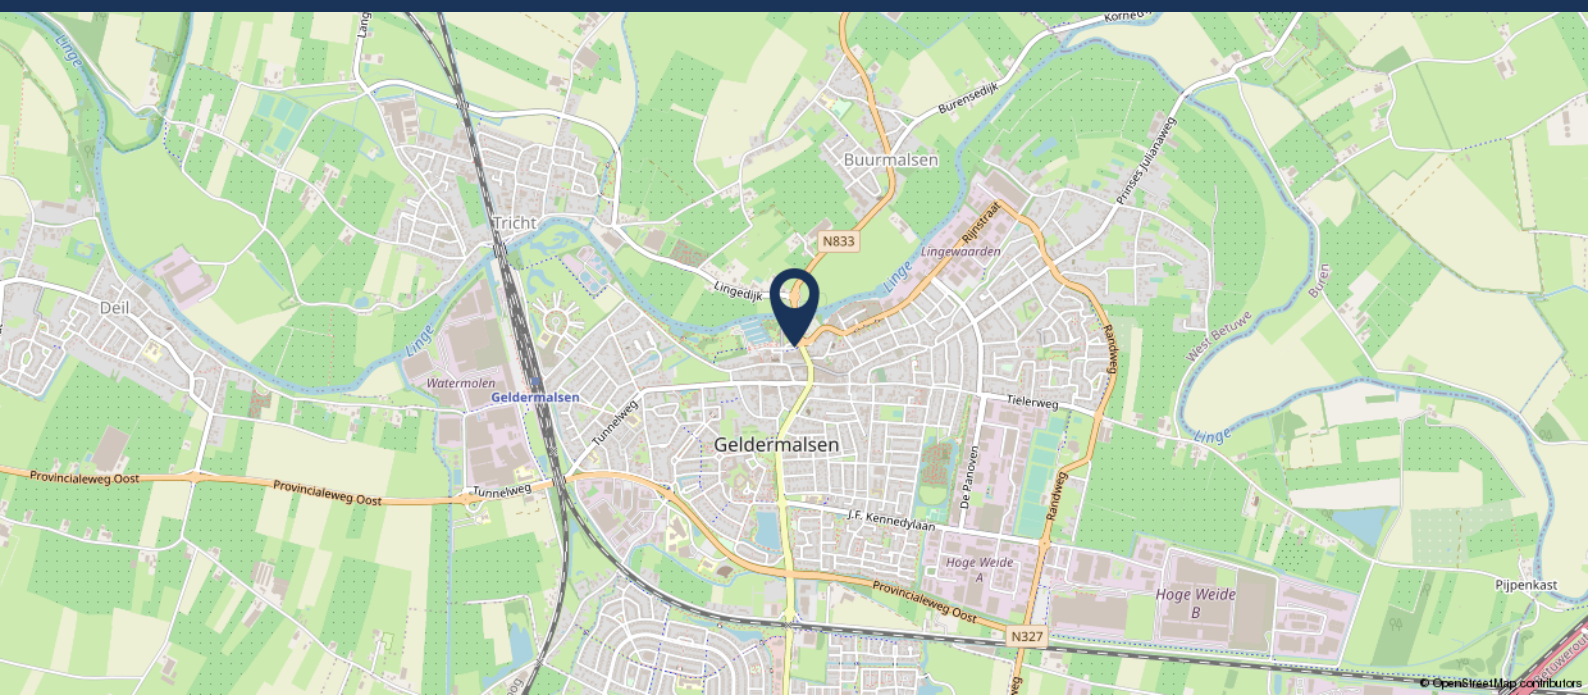 Linge
Korned
Burensedijk
Prinses Julianaweg
Buurmalsen
Rijnstraat
Tricht
N833
Lingewaarden
Linge
Lingedijk
Buren
Deil
West Betuwe
Linge
Randweg
Watermolen
Geldermalsen
Tielerweg
Tunnelweg
Linge
Geldermalsen
De Panoven
Provincialeweg Oost
Provincialeweg Oost
Tunnelweg
Randweg
J.F. Kennedylaan
Hoge Weide
A
Provincialeweg Oost
Hoge Weide
B
Pijpenkast
N327
© OpenStreetMap contributors